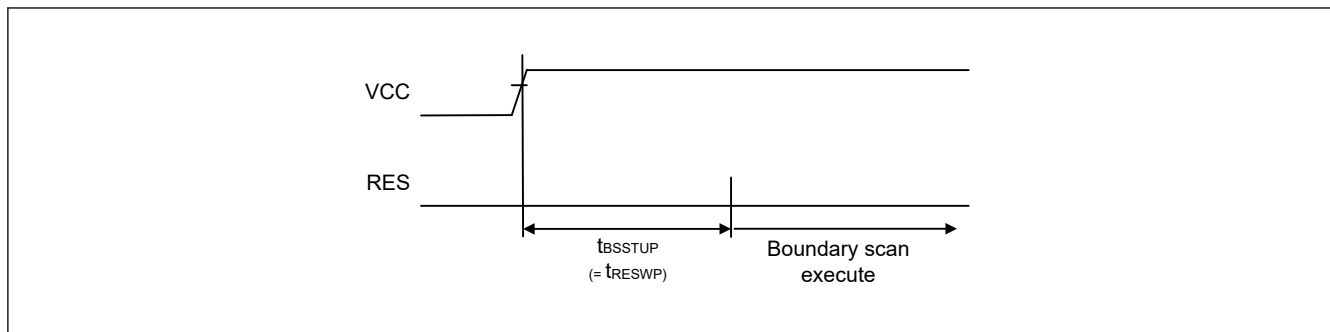 VCC
RES
tBSSTUP
(= tRESWP)
Boundary scan
execute